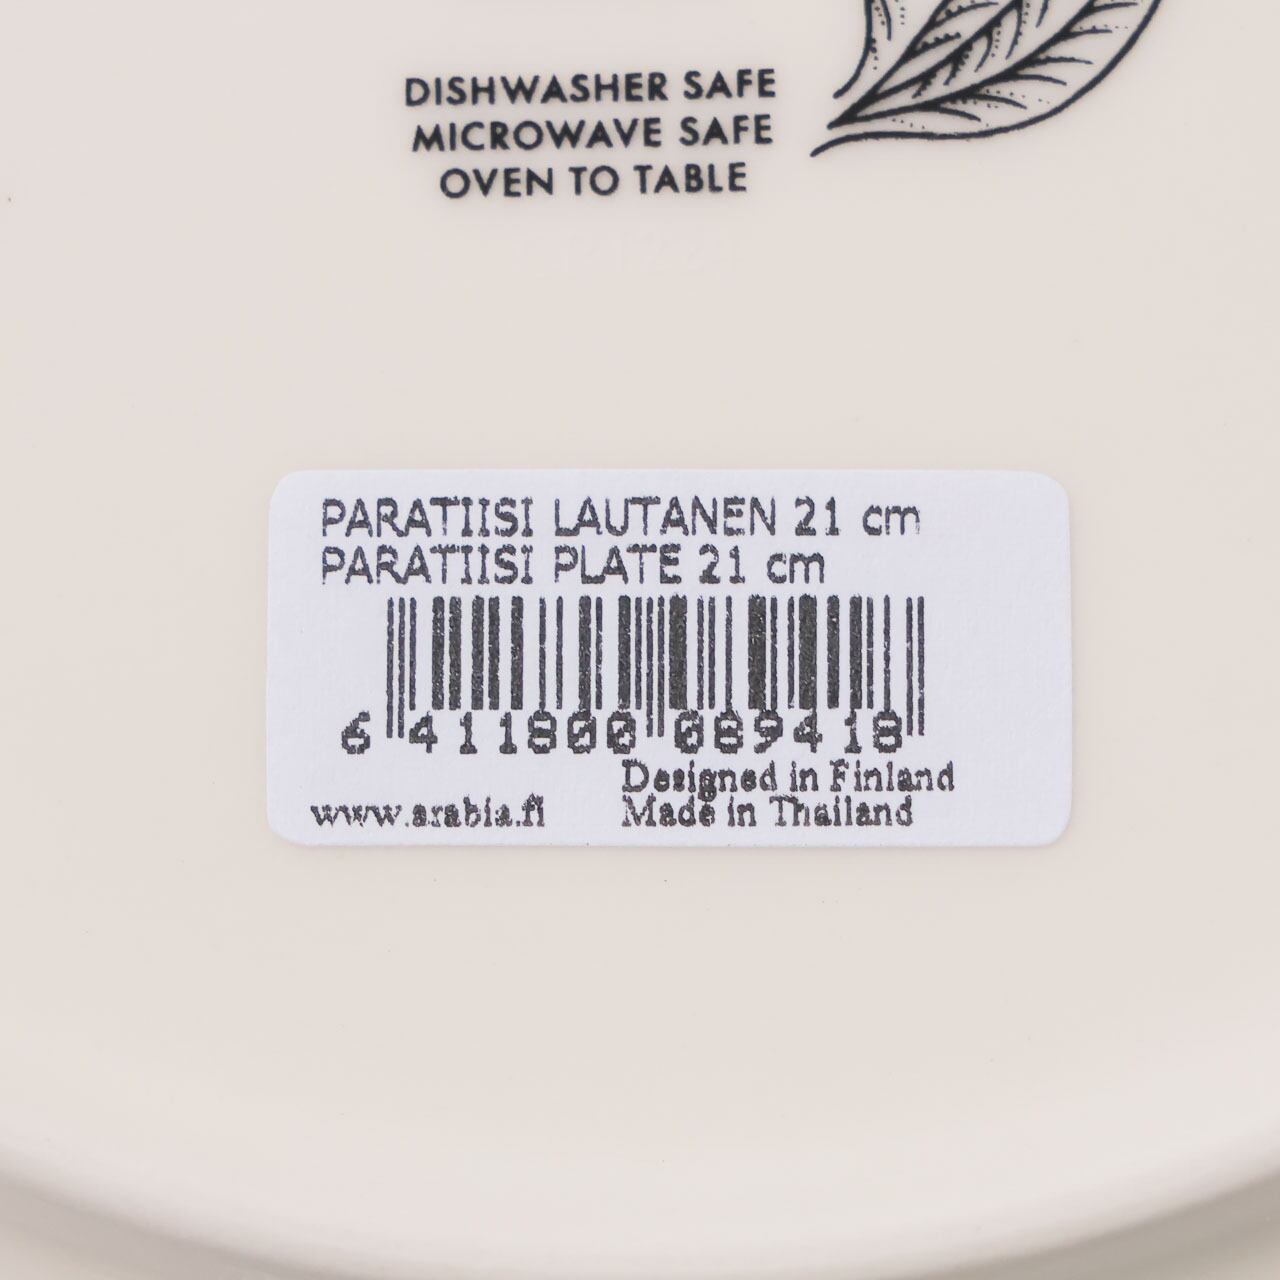 DISHWASHER SAFE
MICROWAVE SAFE
OVEN TO TABLE
PARATIISI LAUTANEN 21 cm
PARATIISI PLATE 21 cm
6 411800 089418
Designed in Finland
www.arabia.fi Made in Thailand